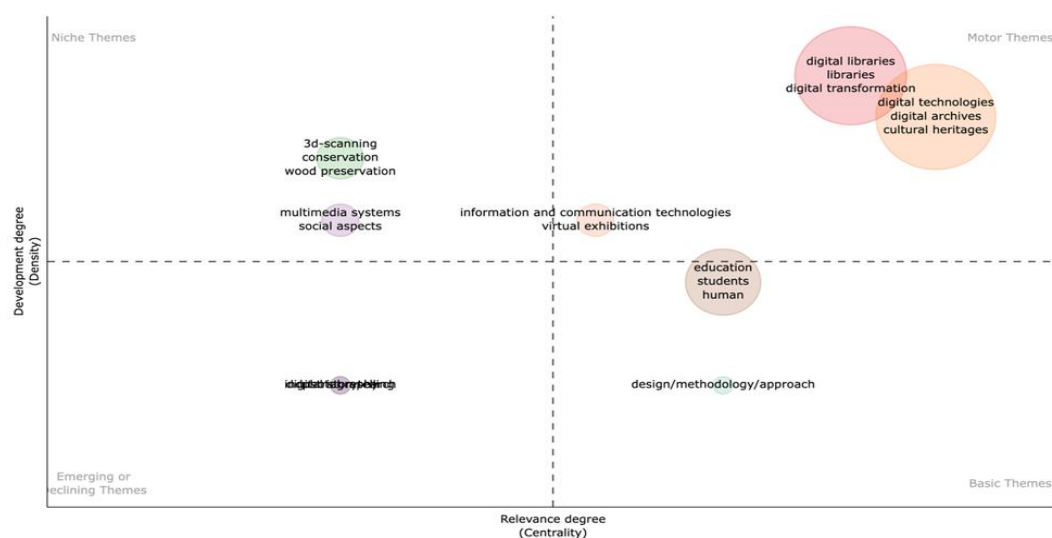 Niche Themes
Motor Themes
digital libraries
libraries
digital transformation
digital technologies
digital archives
cultural heritages
3d-scanning
conservation
wood preservation
multimedia systems
social aspects
information and communication technologies
virtual exhibitions
education
students
human
design/methodology/approach
Emerging or
eclining Themes
Basic Themes
Development degree
(Density)
Relevance degree
(Centrality)